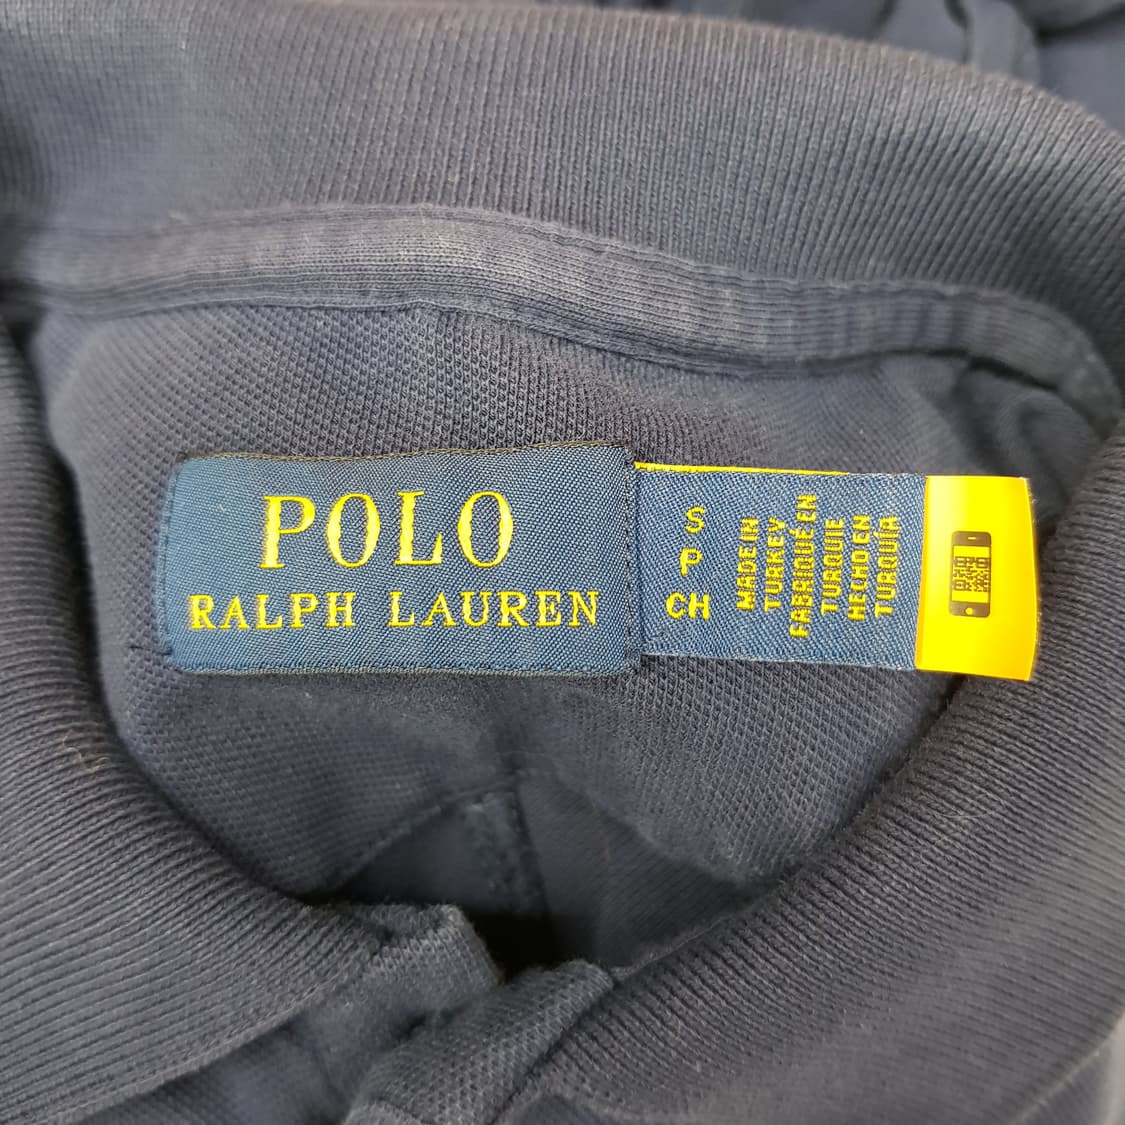 POLO
RALPH LAUREN
S
P
CH
MADE IN
TURKEY
FABRIQUÉ EN
TURQUIE
HECHO EN
TURQUÍA